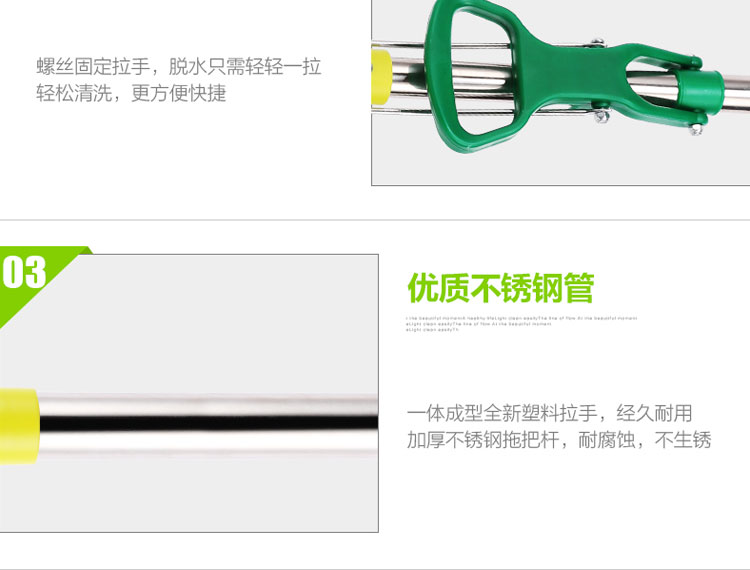 螺丝固定拉手，脱水只需轻轻一拉
轻松清洗，更方便快捷
03
优质不锈钢管
一体成型全新塑料拉手，经久耐用
加厚不锈钢拖把杆，耐腐蚀，不生锈